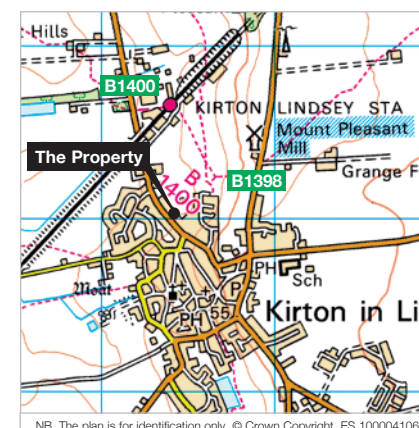 Hills
B1400
KIRTON LINDSEY STA
Mount Pleasant
Mill
The Property
B
1400
B1398
Grange F
PH
Sch
Moat
P
Kirton in Li
55
PH
NB. The plan is for identification only. © Crown Copyright, ES 100004106